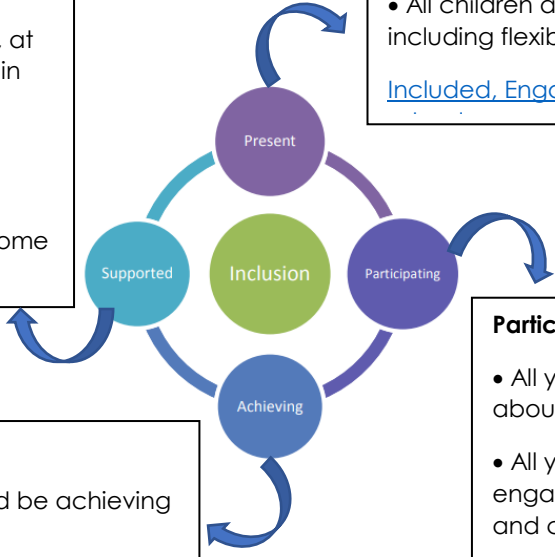 at
in
ome
• All children a
including flexib
Included, Enga
Present
Supported
Inclusion
Participating
Achieving
Partic
• All y
abou
• All y
enga
and a
d be achieving